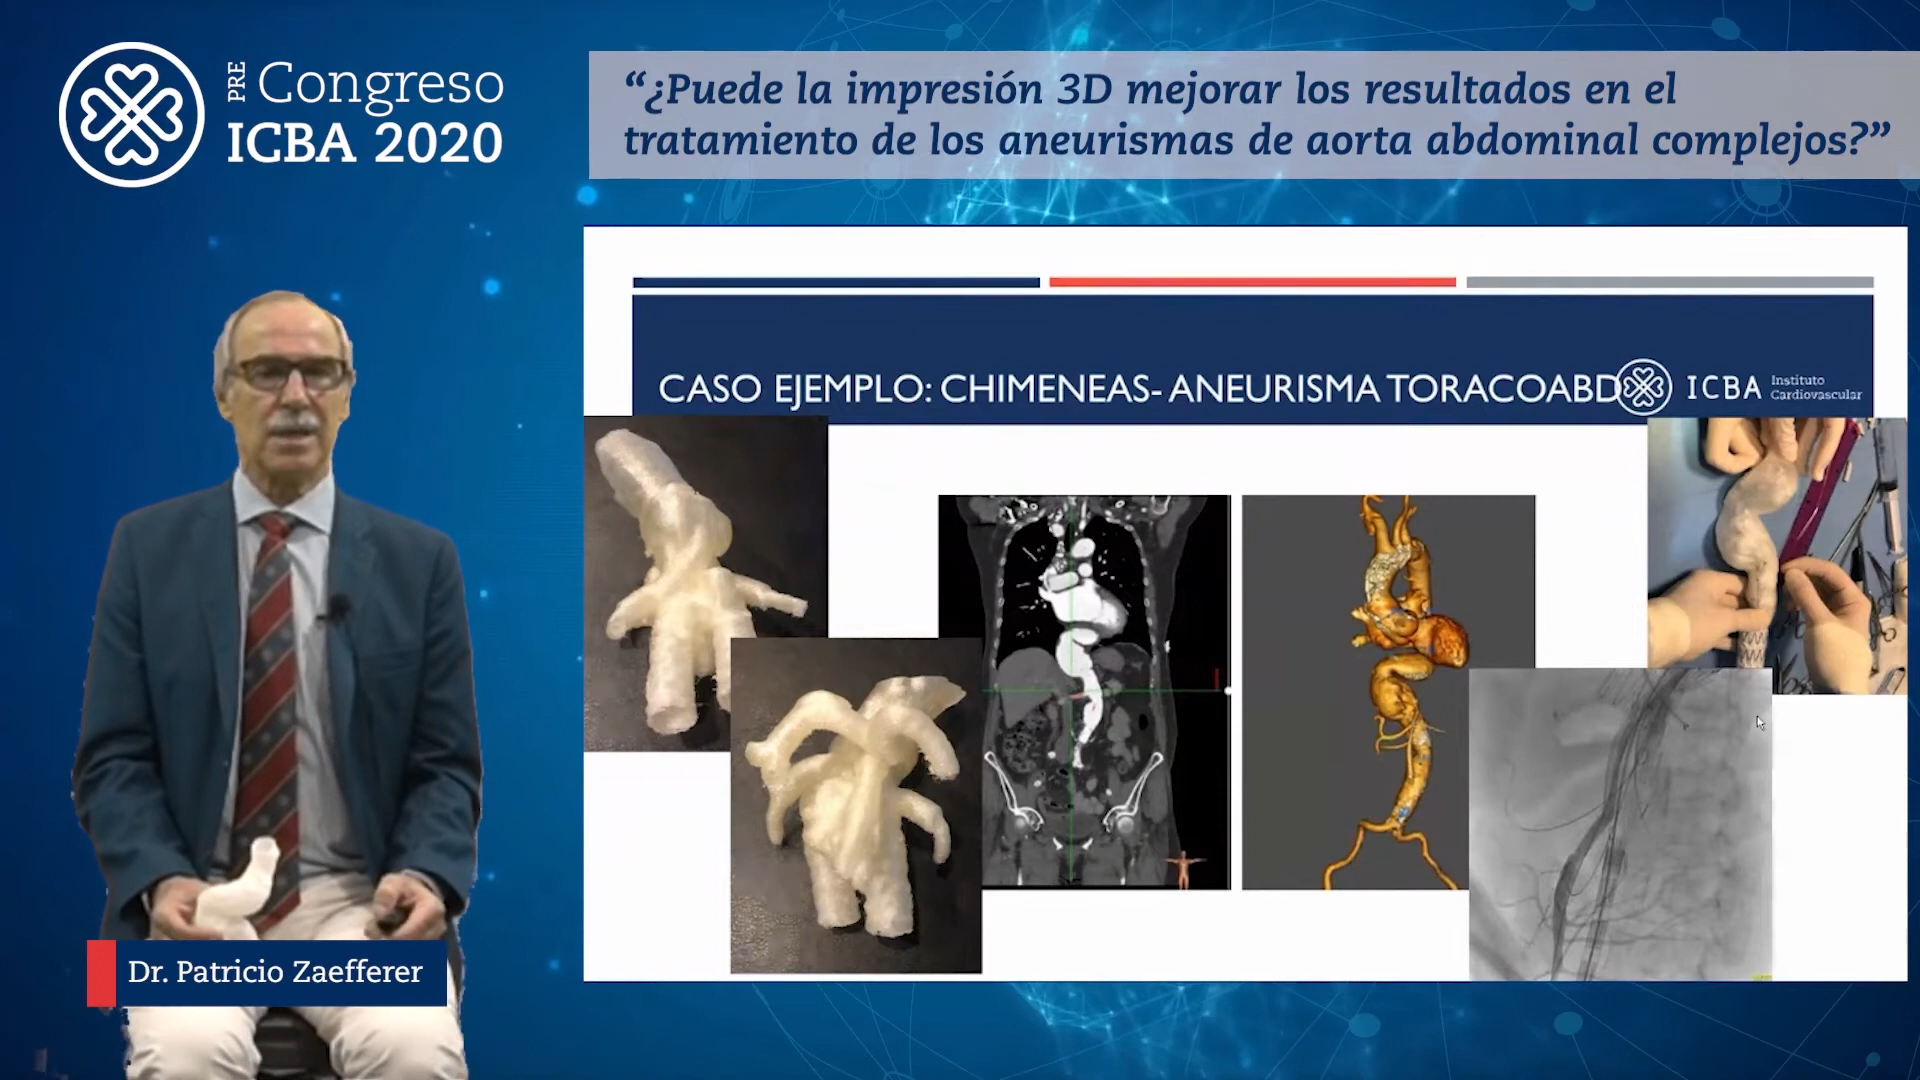 PRE Congreso
ICBA 2020
“¿Puede la impresión 3D mejorar los resultados en el
tratamiento de los aneurismas de aorta abdominal complejos?”
CASO EJEMPLO: CHIMENEAS- ANEURISMA TORACOABD
ICBA Instituto
Cardiovascular
Dr. Patricio Zaefferer